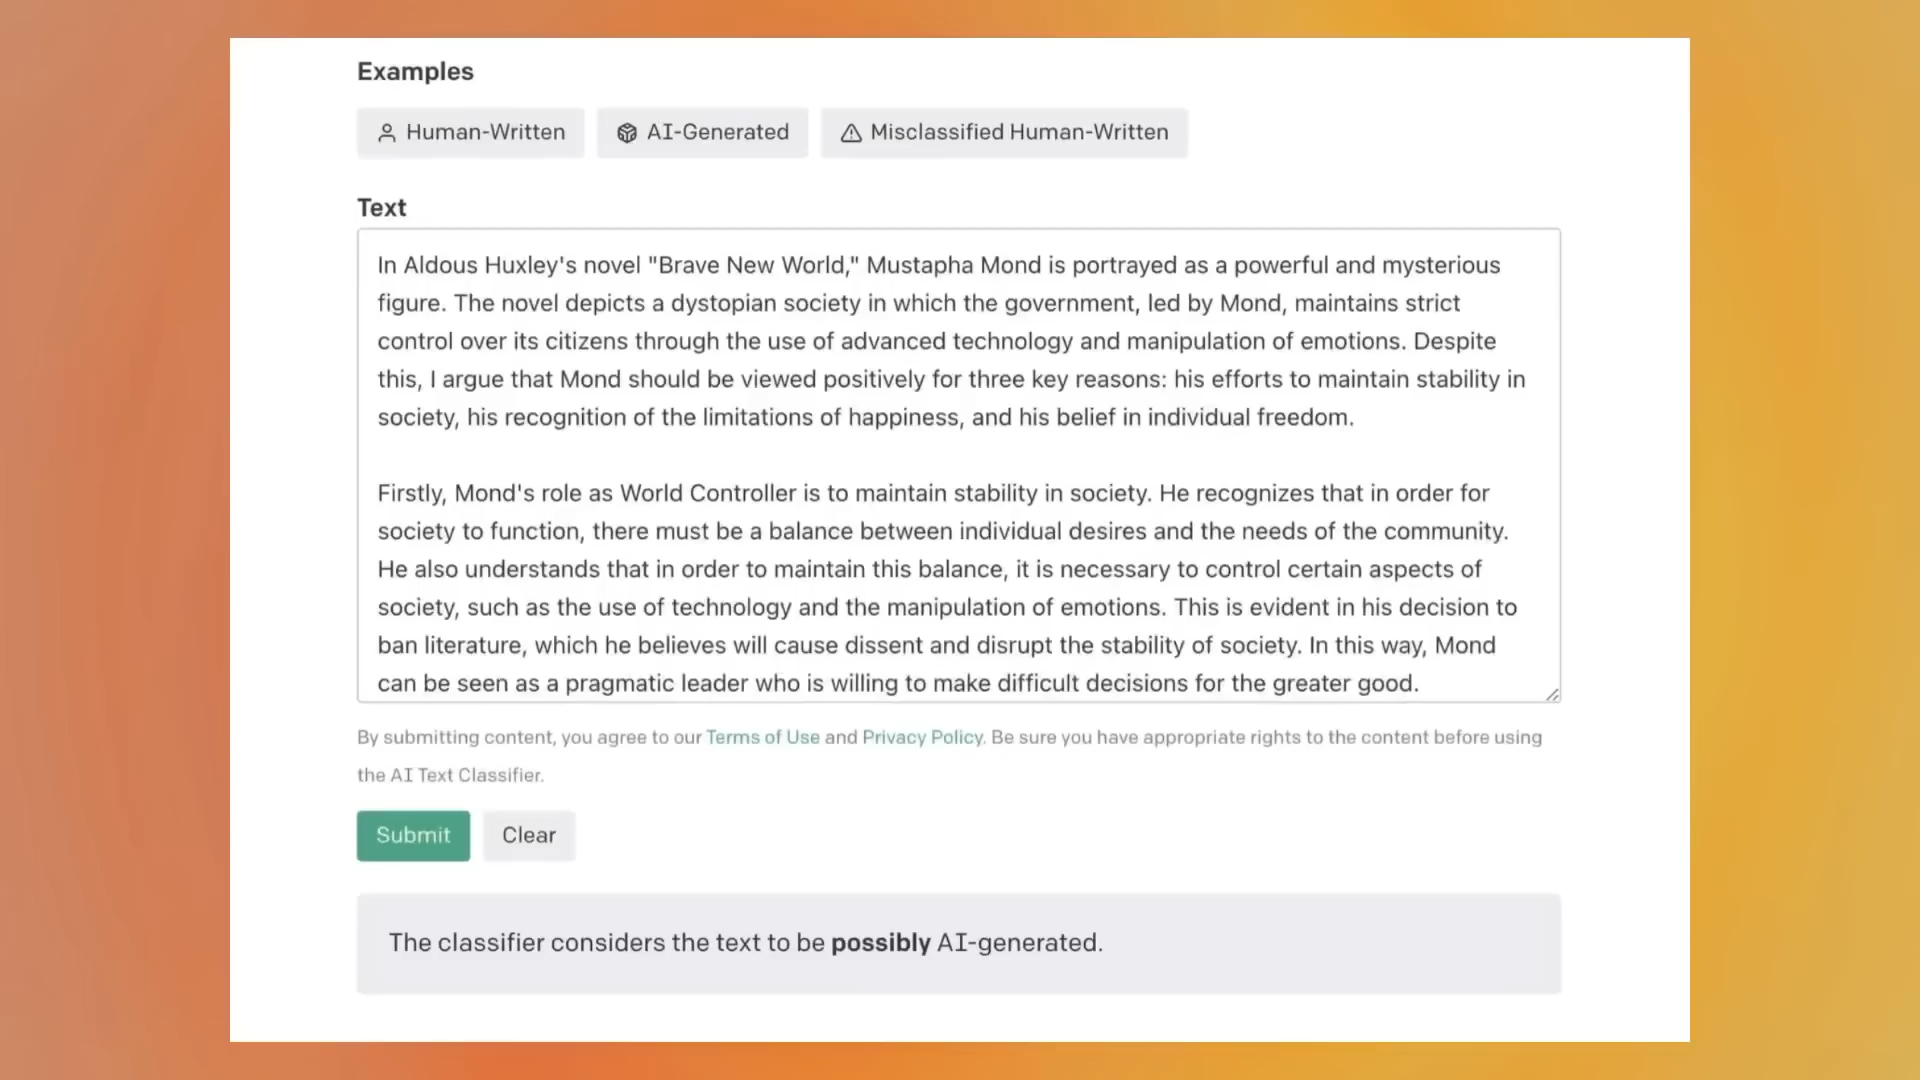 Examples
Human-Written
AI-Generated
Misclassified Human-Written
Text
In Aldous Huxley's novel "Brave New World," Mustapha Mond is portrayed as a powerful and mysterious
figure. The novel depicts a dystopian society in which the government, led by Mond, maintains strict
control over its citizens through the use of advanced technology and manipulation of emotions. Despite
this, I argue that Mond should be viewed positively for three key reasons: his efforts to maintain stability in
society, his recognition of the limitations of happiness, and his belief in individual freedom.
Firstly, Mond's role as World Controller is to maintain stability in society. He recognizes that in order for
society to function, there must be a balance between individual desires and the needs of the community.
He also understands that in order to maintain this balance, it is necessary to control certain aspects of
society, such as the use of technology and the manipulation of emotions. This is evident in his decision to
ban literature, which he believes will cause dissent and disrupt the stability of society. In this way, Mond
can be seen as a pragmatic leader who is willing to make difficult decisions for the greater good.
By submitting content, you agree to our Terms of Use and Privacy Policy. Be sure you have appropriate rights to the content before using
the AI Text Classifier.
Submit
Clear
The classifier considers the text to be possibly AI-generated.